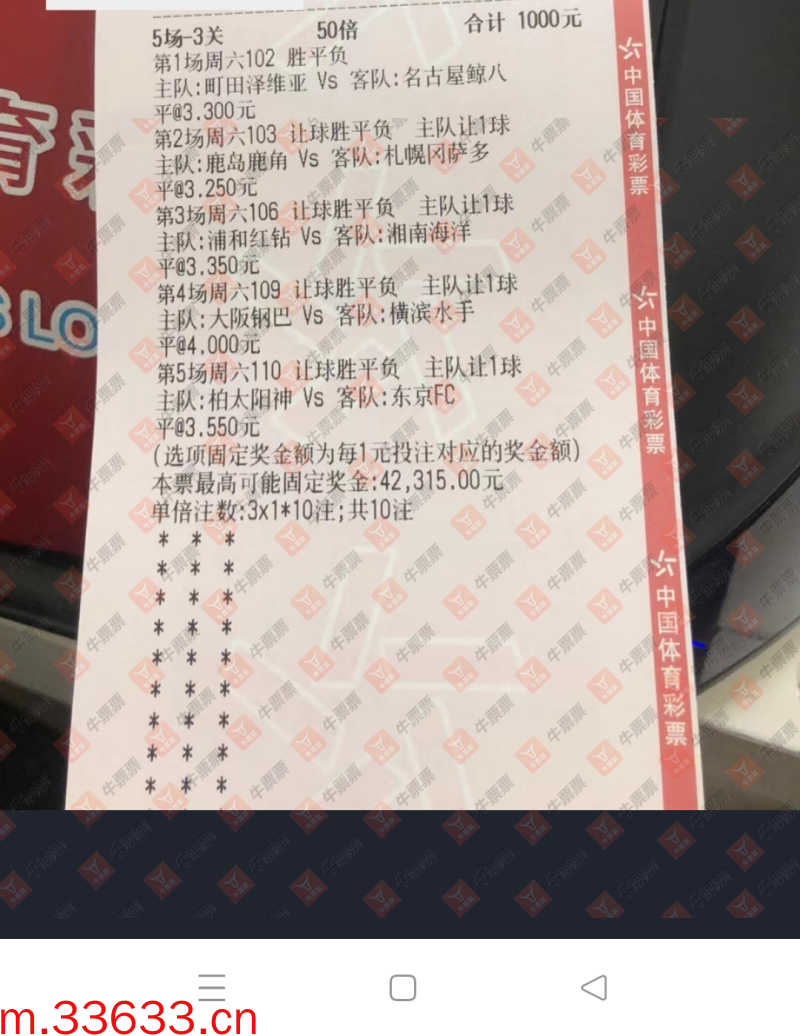 5场-3关 50倍 合计 1000元
第1场周六102 胜平负
主队:町田泽维亚 Vs 客队:名古屋鲸八
平@3.300元
第2场周六103 让球胜平负 主队让1球
主队:鹿岛鹿角 Vs 客队:札幌冈萨多
平@3.250元
第3场周六106 让球胜平负 主队让1球
主队:浦和红钻 Vs 客队:湘南海洋
平@3.350元
第4场周六109 让球胜平负 主队让1球
主队:大阪钢巴 Vs 客队:横滨水手
平@4.000元
第5场周六110 让球胜平负 主队让1球
主队:柏太阳神 Vs 客队:东京FC
平@3.550元
(选项固定奖金额为每1元投注对应的奖金额)
本票最高可能固定奖金:42,315.00元
单倍注数:3x1*10注;共10注
* * *
* * *
* * *
* * *
* * *
* * *
* * *
* * *
* * *
中国体育彩票
中国体育彩票
中国体育彩票
育彩
S LO
牛票票
m.33633.cn